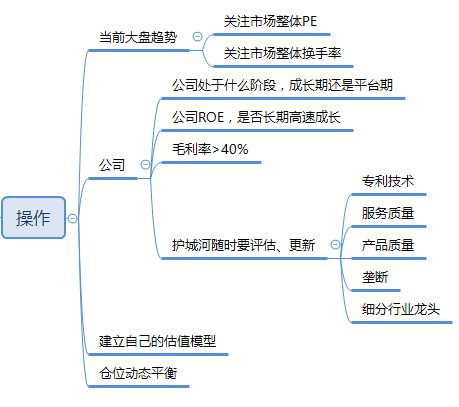 操作
当前大盘趋势
关注市场整体PE
关注市场整体换手率
公司
公司处于什么阶段，成长期还是平台期
公司ROE，是否长期高速成长
毛利率>40%
护城河随时要评估、更新
专利技术
服务质量
产品质量
垄断
细分行业龙头
建立自己的估值模型
仓位动态平衡